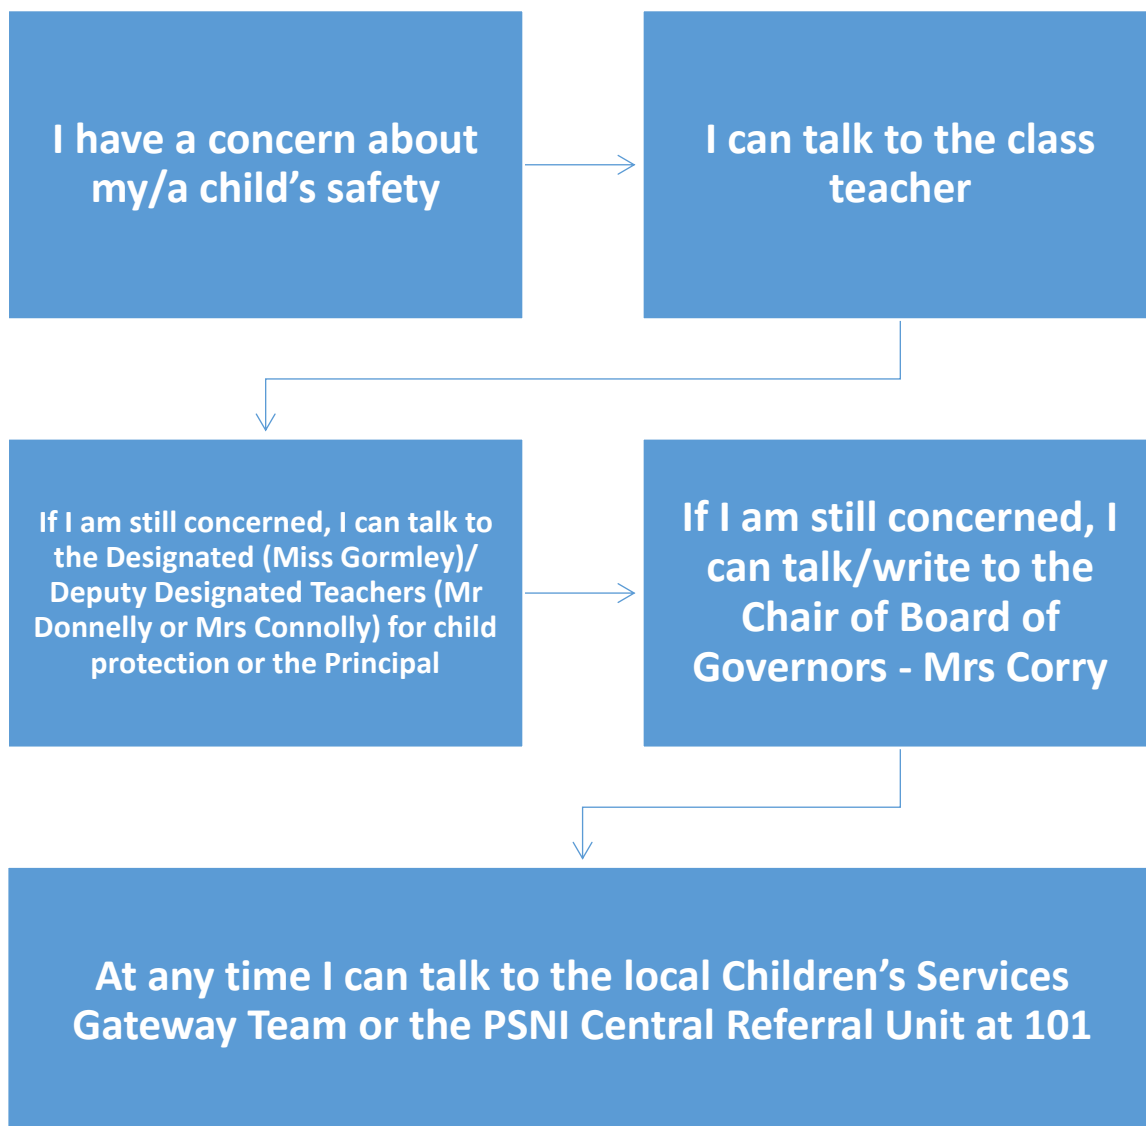 I have a concern about
my/a child’s safety
I can talk to the class
teacher
If I am still concerned, I can talk to
the Designated (Miss Gormley)/
Deputy Designated Teachers (Mr
Donnelly or Mrs Connolly) for child
protection or the Principal
If I am still concerned, I
can talk/write to the
Chair of Board of
Governors - Mrs Corry
At any time I can talk to the local Children’s Services
Gateway Team or the PSNI Central Referral Unit at 101